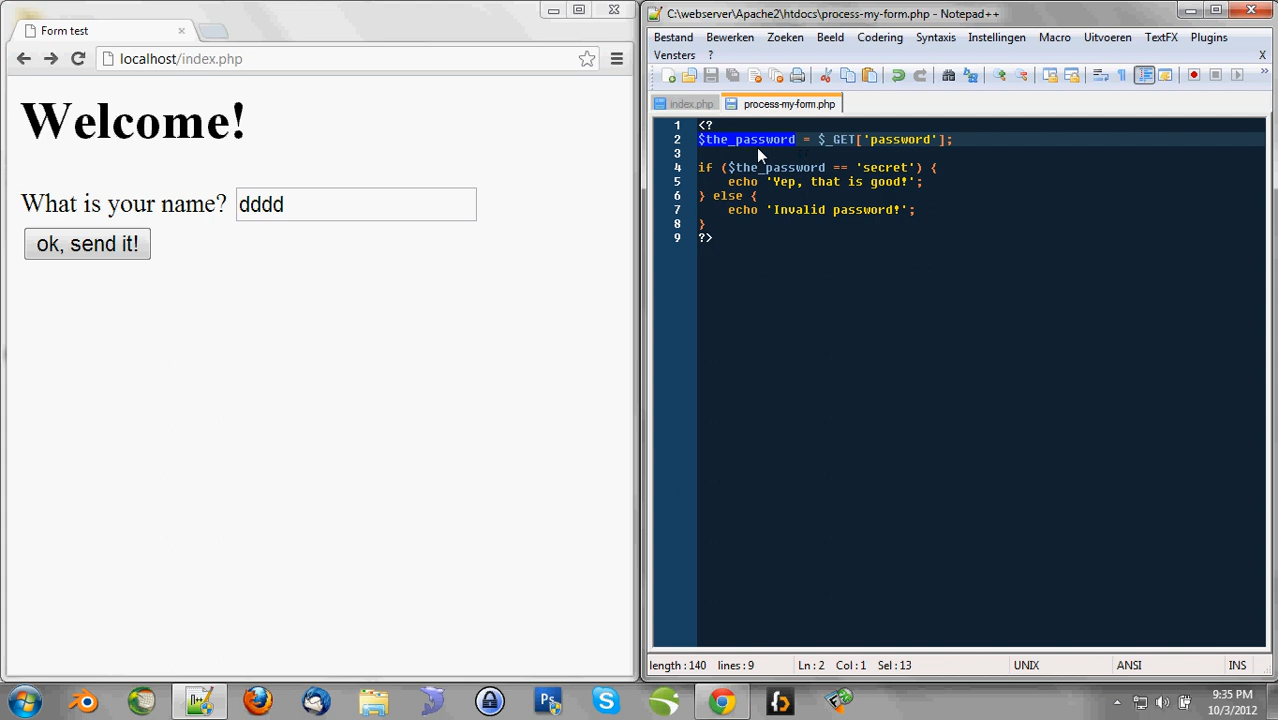 Form test
localhost/index.php
Welcome!
What is your name? dddd
ok, send it!
C:\webserver\Apache2\htdocs\process-my-form.php - Notepad++
Bestand Bewerken Zoeken Beeld Codering Syntaxis Instellingen Macro Uitvoeren TextFX Plugins
Vensters ? X
index.php process-my-form.php
1 <?
2 $the_password = $_GET['password'];
3
4 if ($the_password == 'secret') {
5 echo 'Yep, that is good!';
6 } else {
7 echo 'Invalid password!';
8 }
9 ?>
length : 140 lines : 9 Ln : 2 Col : 1 Sel : 13 UNIX ANSI INS
9:35 PM
10/3/2012